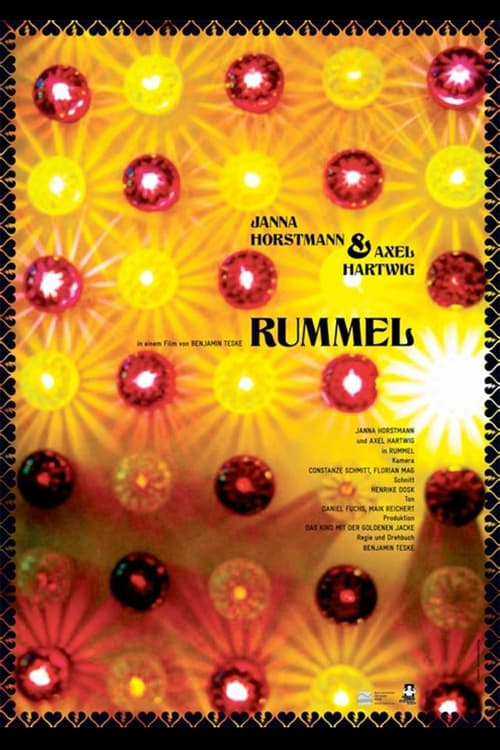 JANNA
HORSTMANN & AXEL
HARTWIG
in einem Film von BENJAMIN TESKE RUMMEL
JANNA HORSTMANN
und AXEL HARTWIG
in RUMMEL
Kamera
CONSTANZE SCHMITT, FLORIAN MAG
Schnitt
HENRIKE DOSK
Ton
DANIEL FUCHS, MAIK REICHERT
Produktion
DAS KIND MIT DER GOLDENEN JACKE
Regie und Drehbuch
BENJAMIN TESKE